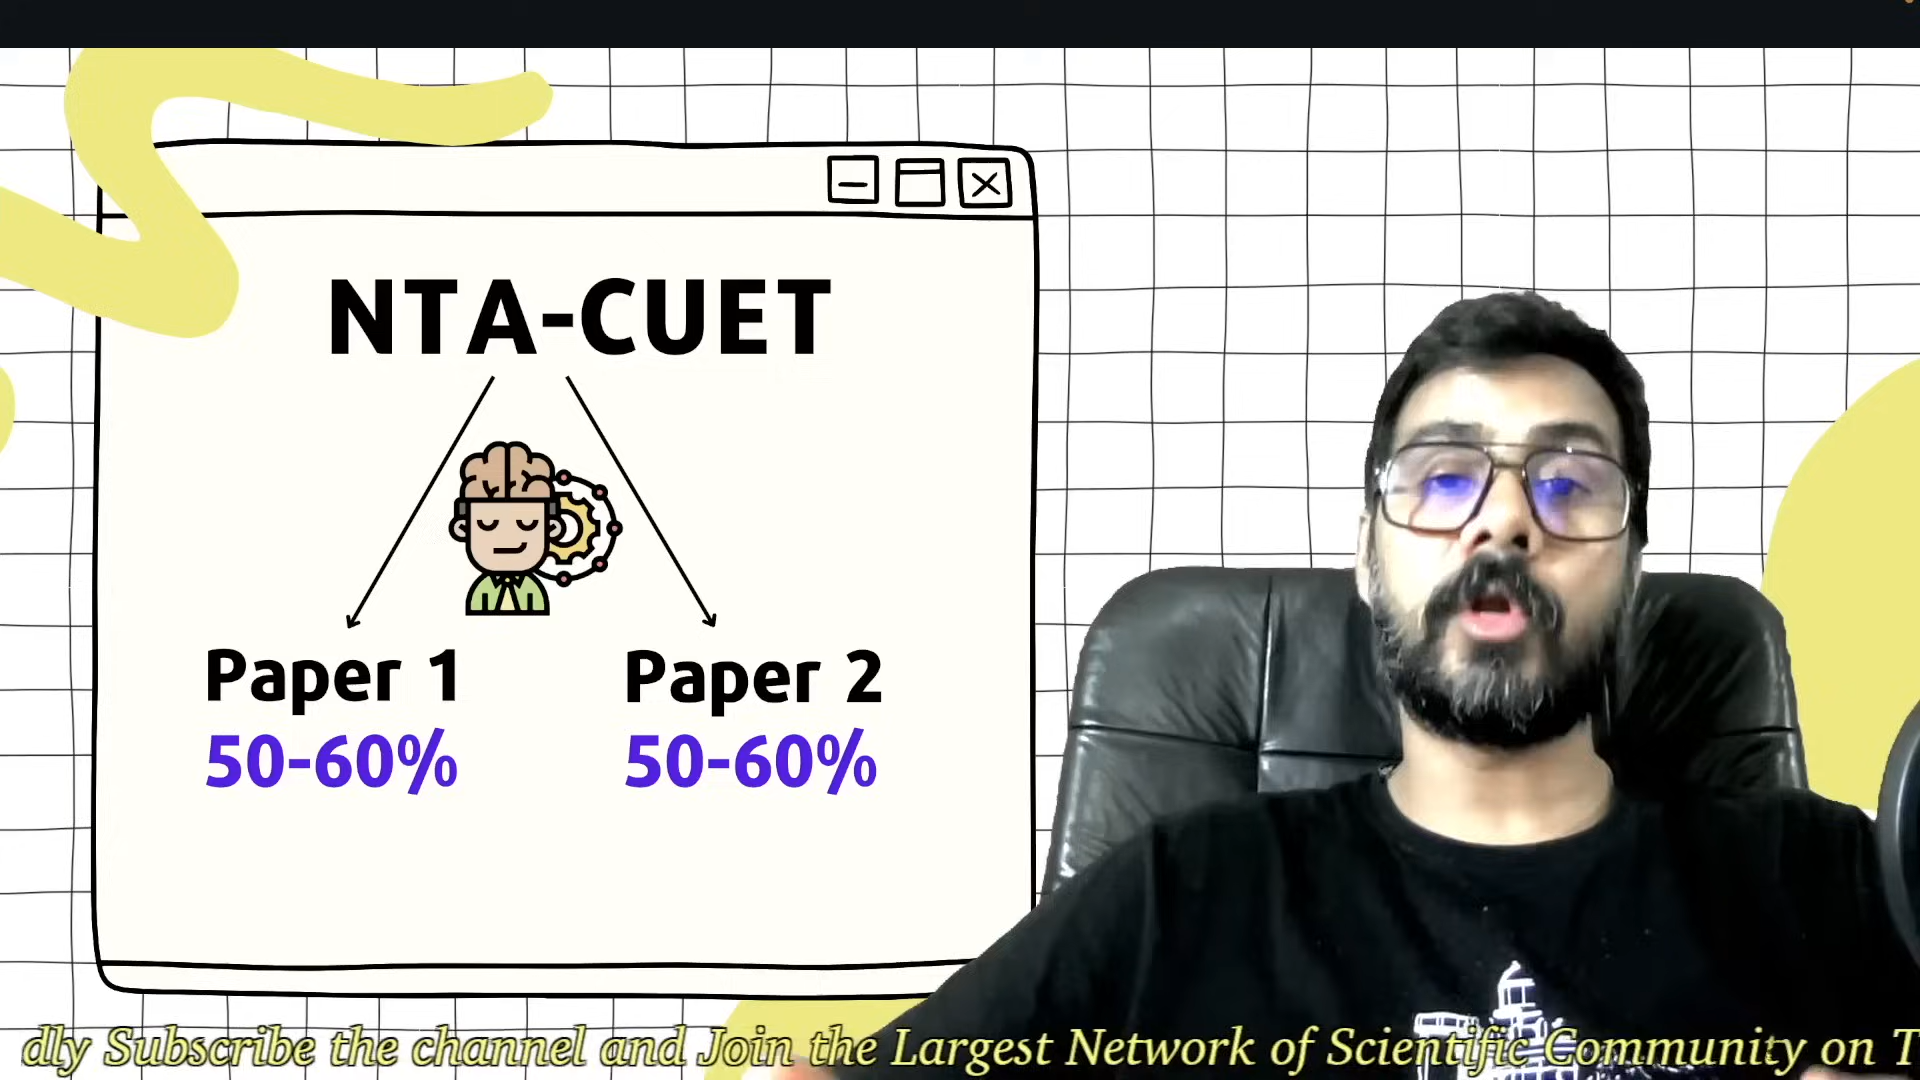 NTA-CUET
Paper 1
Paper 2
50-60%
50-60%
dly Subscribe the channel and Join the Largest Network of Scientific Community on T